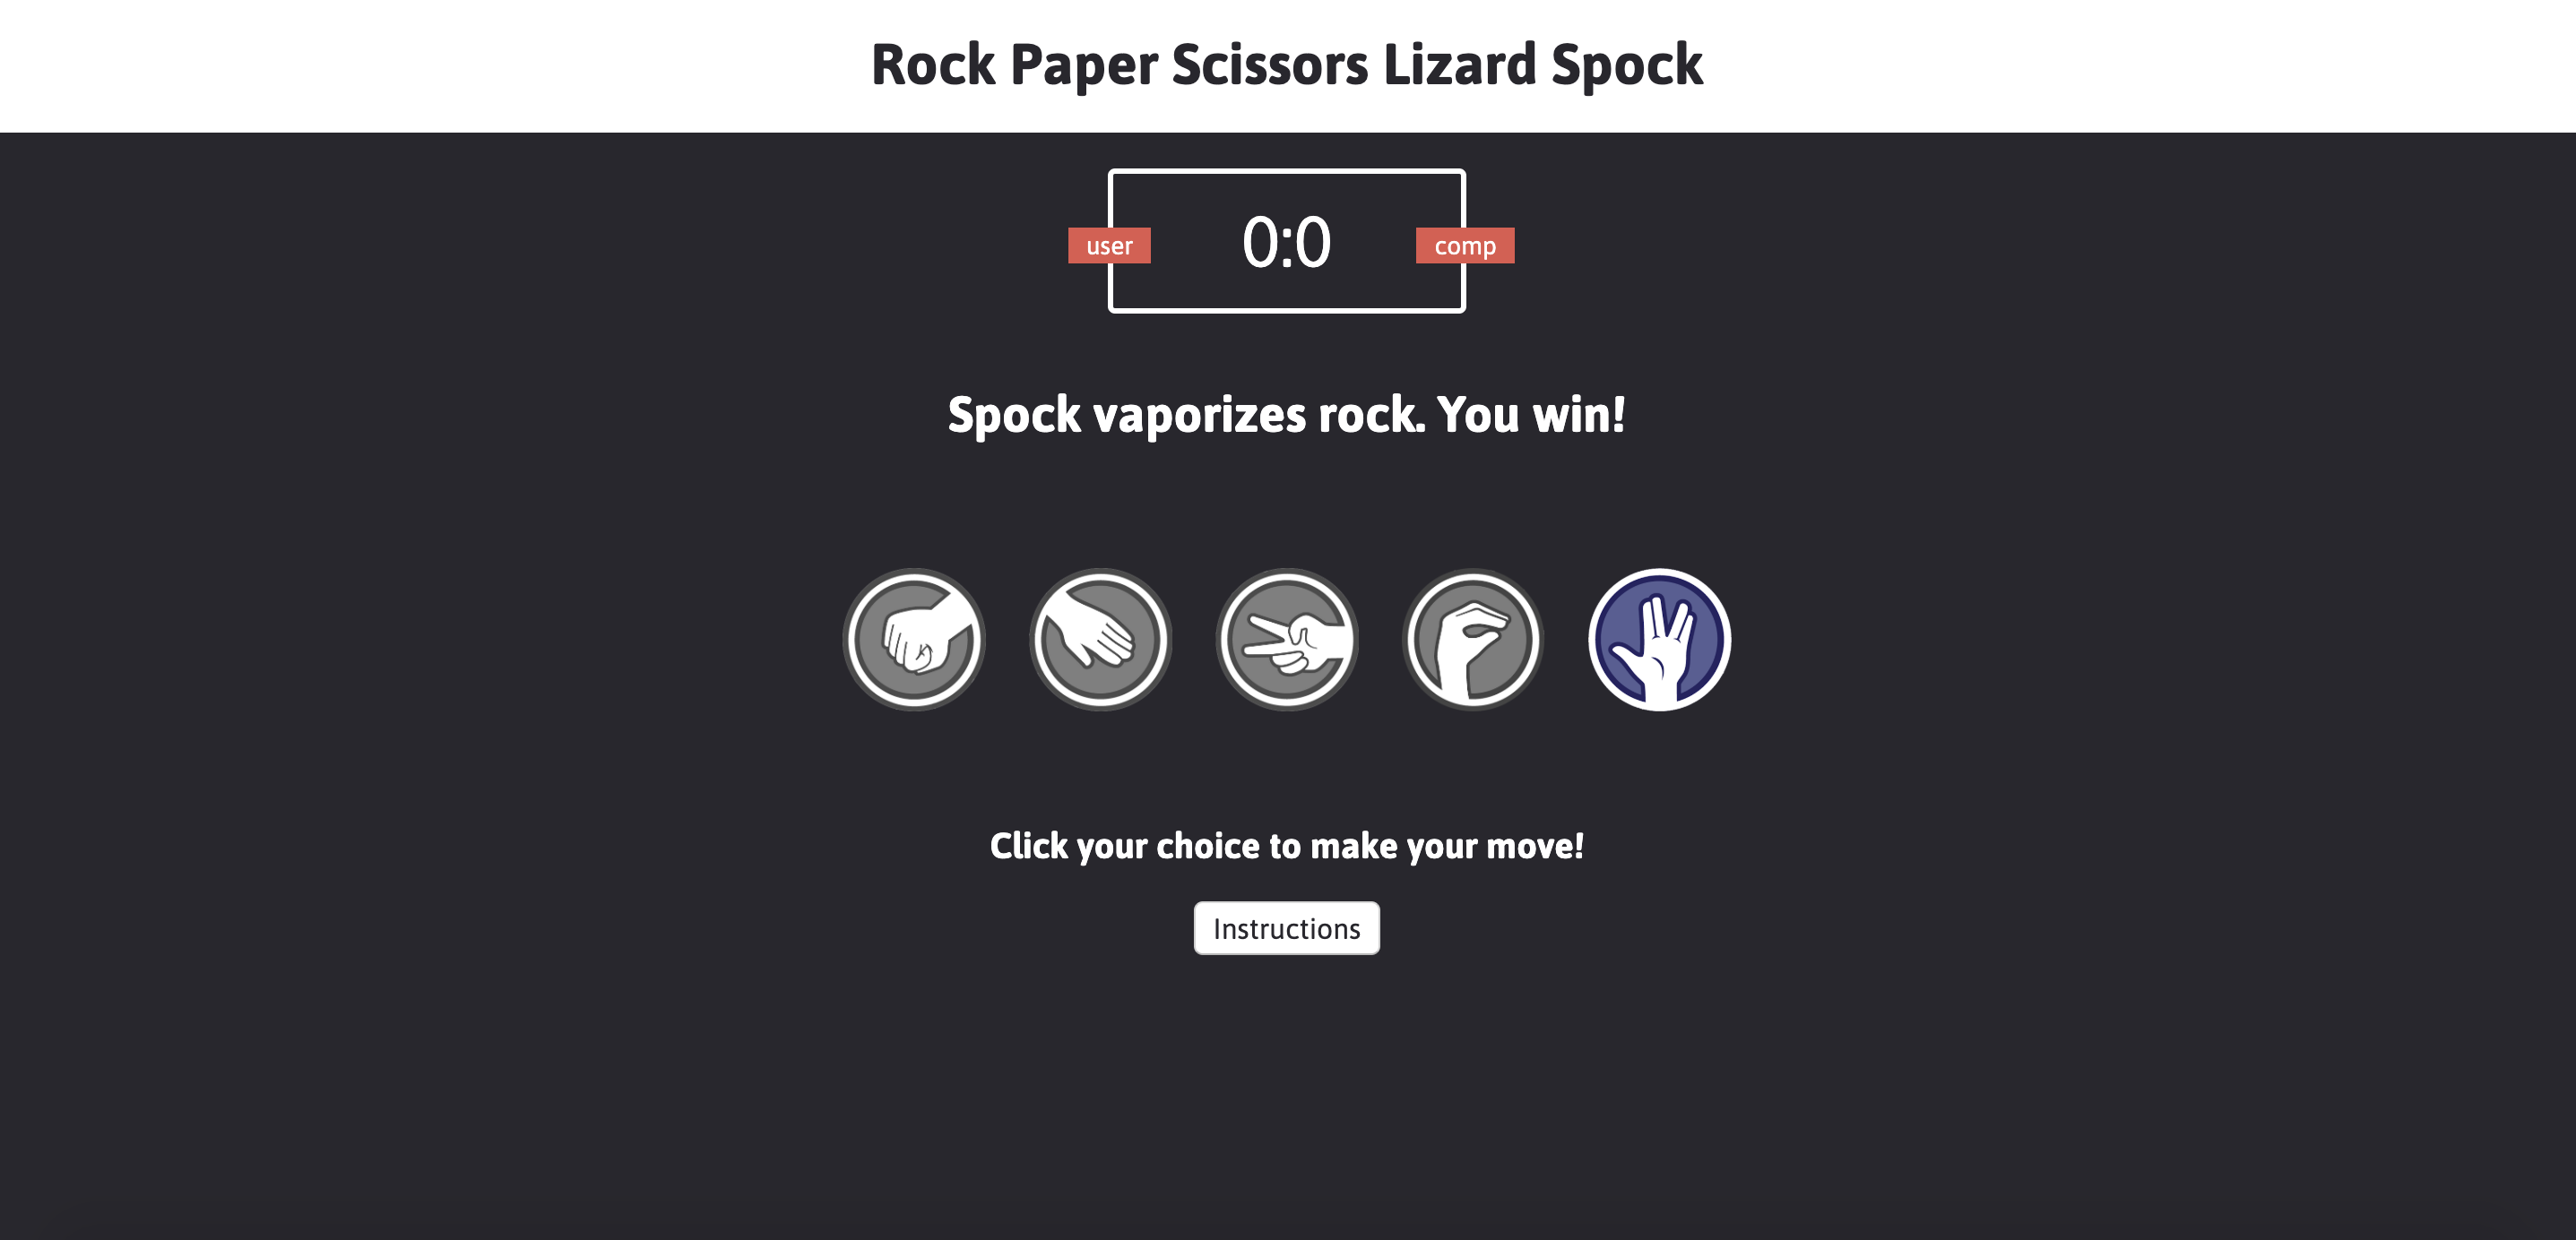 Rock Paper Scissors Lizard Spock
user 0:0 comp
Spock vaporizes rock. You win!
Click your choice to make your move!
Instructions